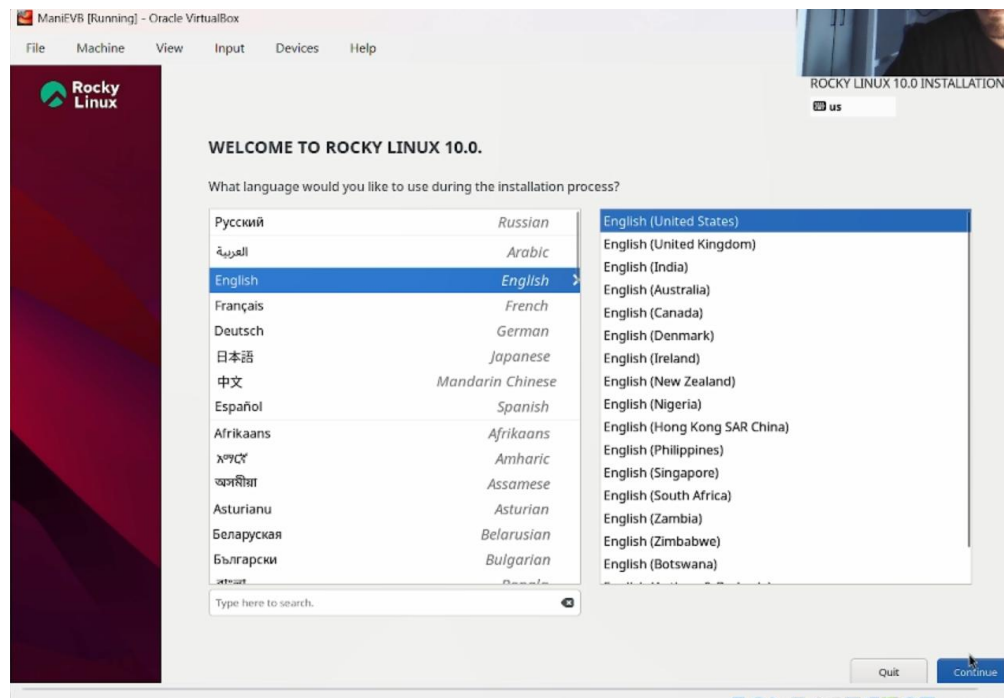 ManiEVB [Running] - Oracle VirtualBox
File Machine View Input Devices Help
Rocky
Linux
ROCKY LINUX 10.0 INSTALLATION
us
WELCOME TO ROCKY LINUX 10.0.
What language would you like to use during the installation process?
Русский Russian English (United States)
العربية Arabic English (United Kingdom)
English English English (India)
Français French English (Australia)
Deutsch German English (Canada)
日本語 Japanese English (Denmark)
中文 Mandarin Chinese English (Ireland)
Español Spanish English (New Zealand)
Afrikaans Afrikaans English (Nigeria)
አማርኛ Amharic English (Hong Kong SAR China)
অসমীয়া Assamese English (Philippines)
Asturianu Asturian English (Singapore)
Беларуская Belarusian English (South Africa)
Български Bulgarian English (Zambia)
English (Zimbabwe)
English (Botswana)
Type here to search.
Quit Continue